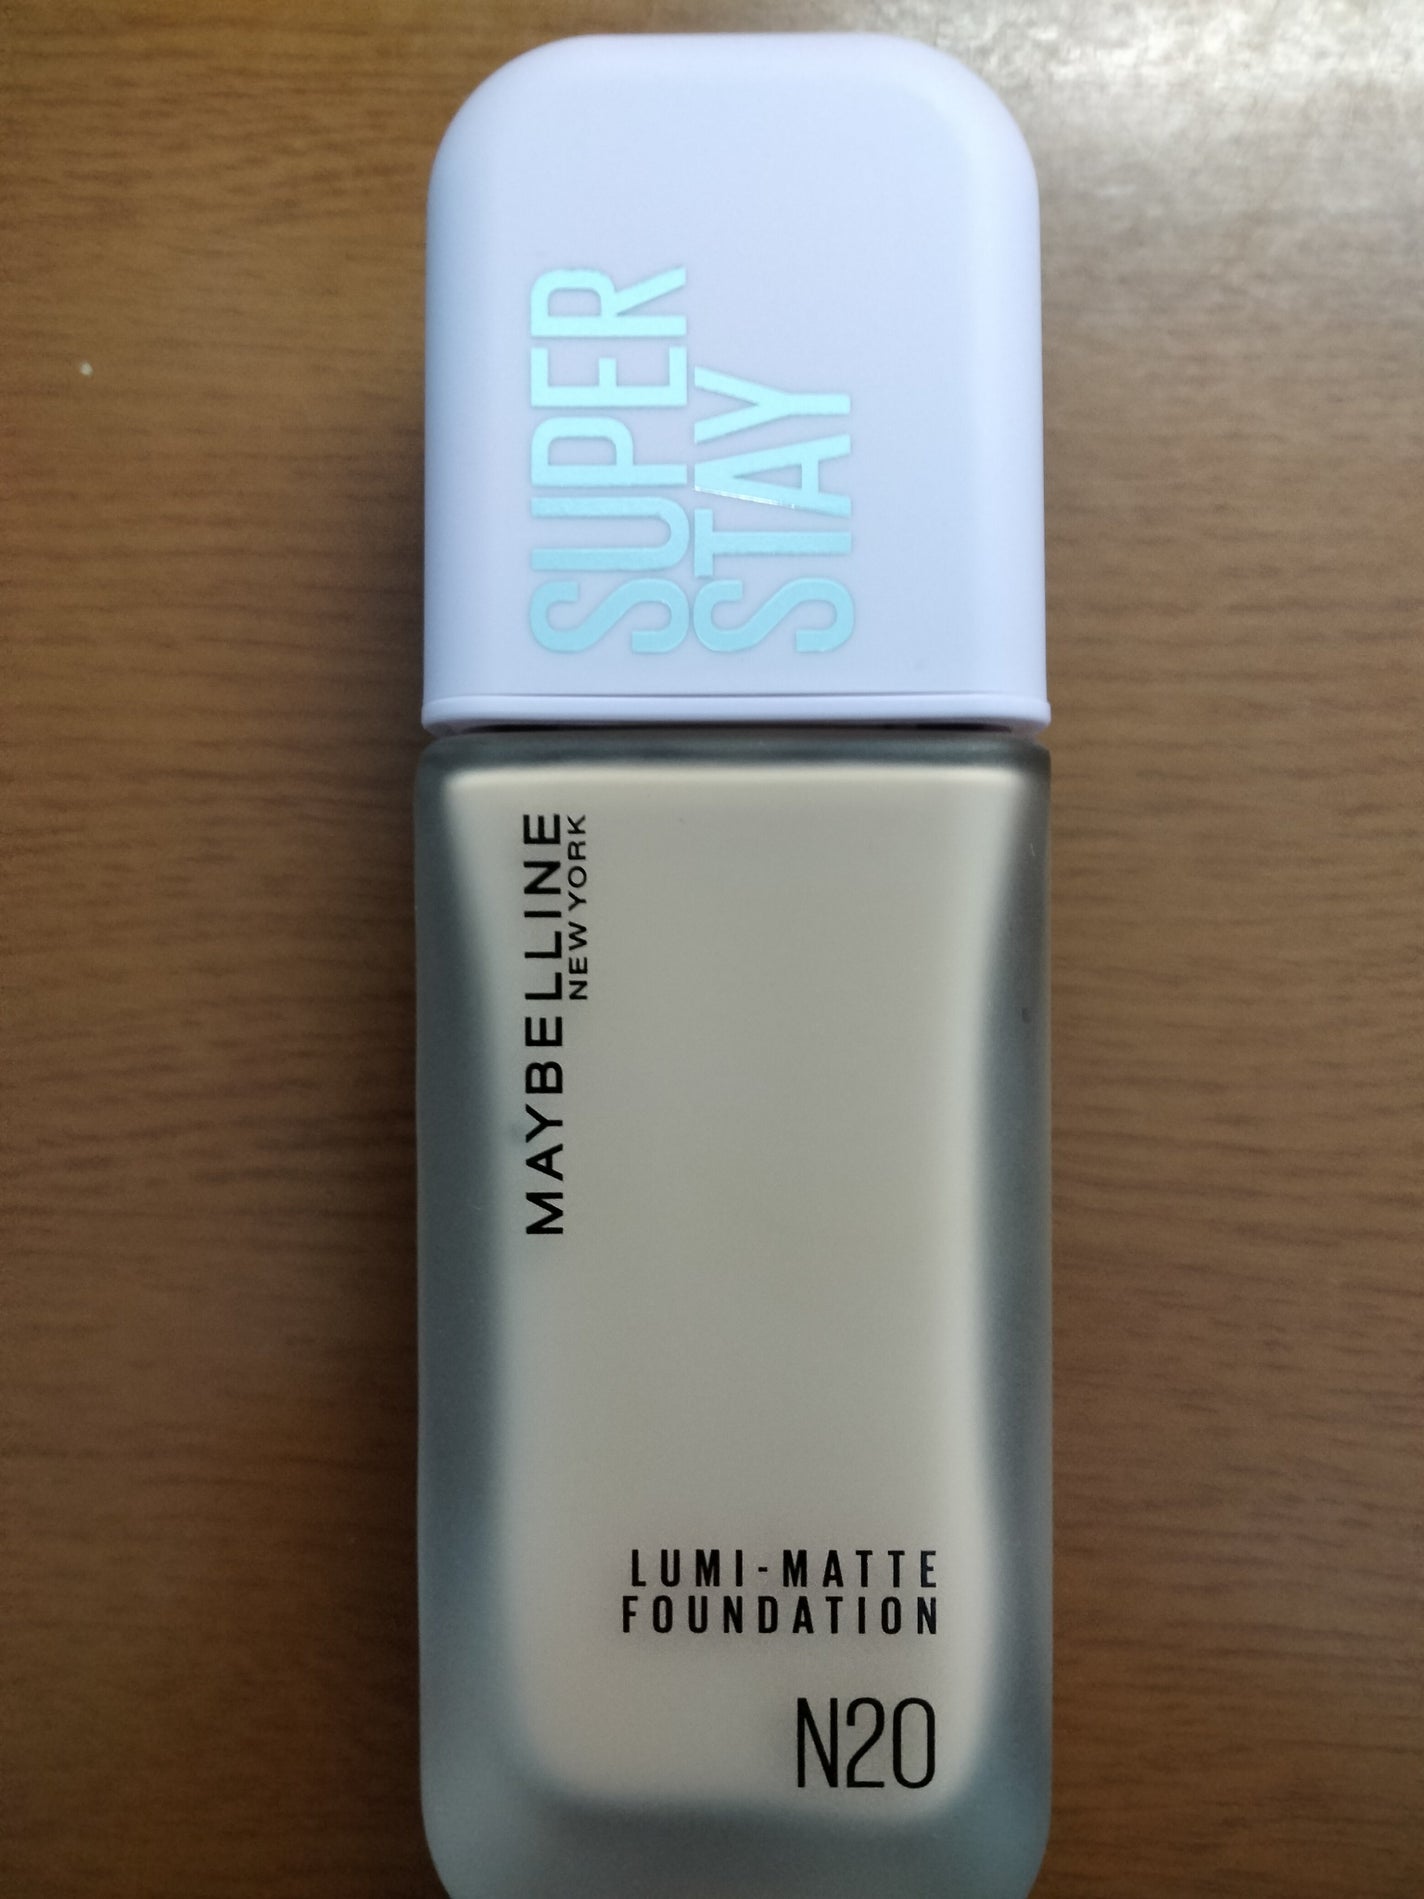 SUPER
STAY
MAYBELLINE
NEW YORK
LUMI-MATTE
FOUNDATION
N20